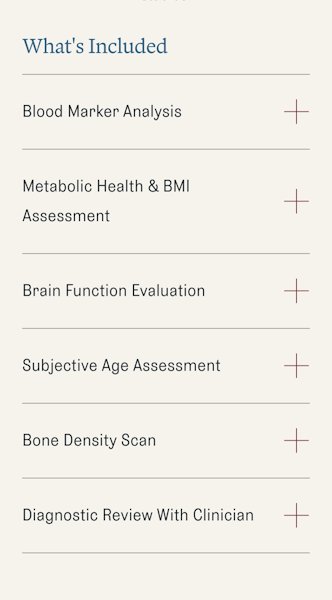 What's Included
Blood Marker Analysis
Metabolic Health & BMI
Assessment
Brain Function Evaluation
Subjective Age Assessment
Bone Density Scan
Diagnostic Review With Clinician